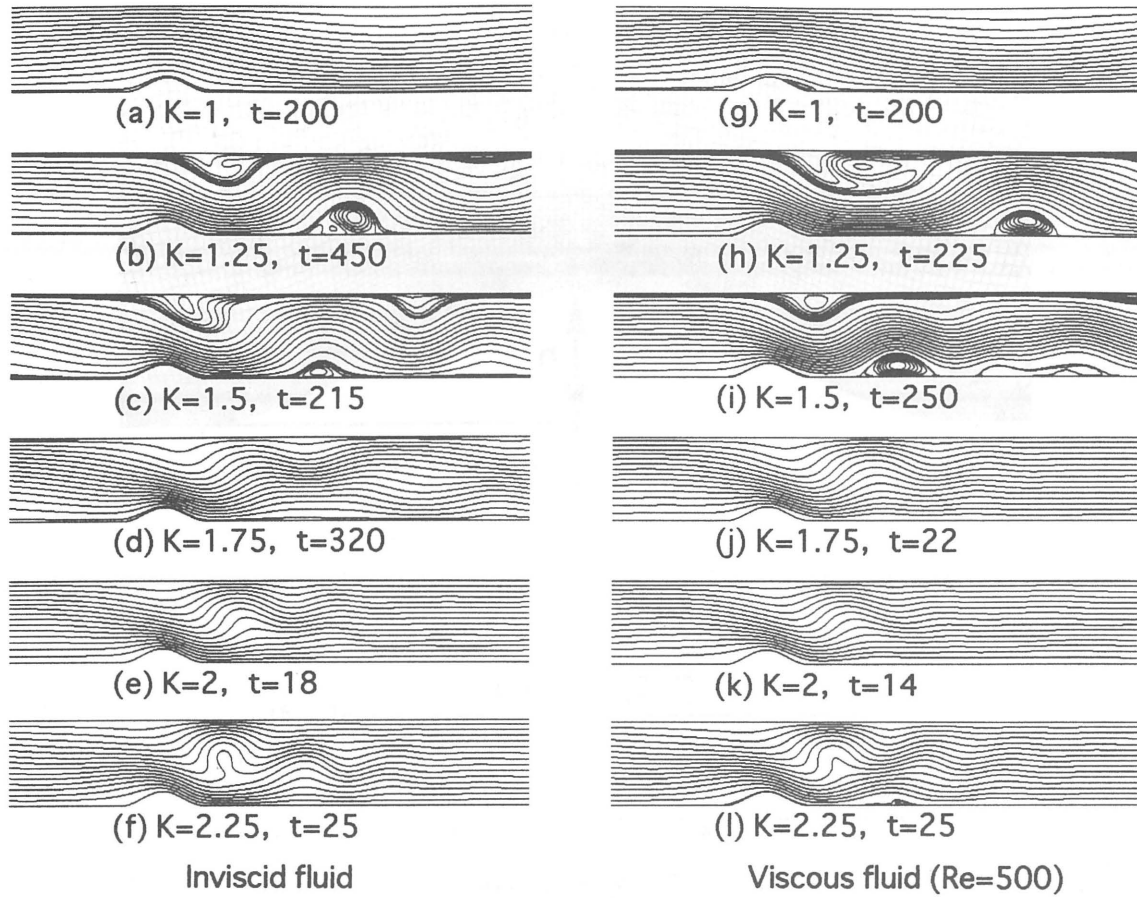 (a) K=1, t=200
(g) K=1, t=200
(b) K=1.25, t=450
(h) K=1.25, t=225
(c) K=1.5, t=215
(i) K=1.5, t=250
(d) K=1.75, t=320
(j) K=1.75, t=22
(e) K=2, t=18
(k) K=2, t=14
(f) K=2.25, t=25
(l) K=2.25, t=25
Inviscid fluid
Viscous fluid (Re=500)